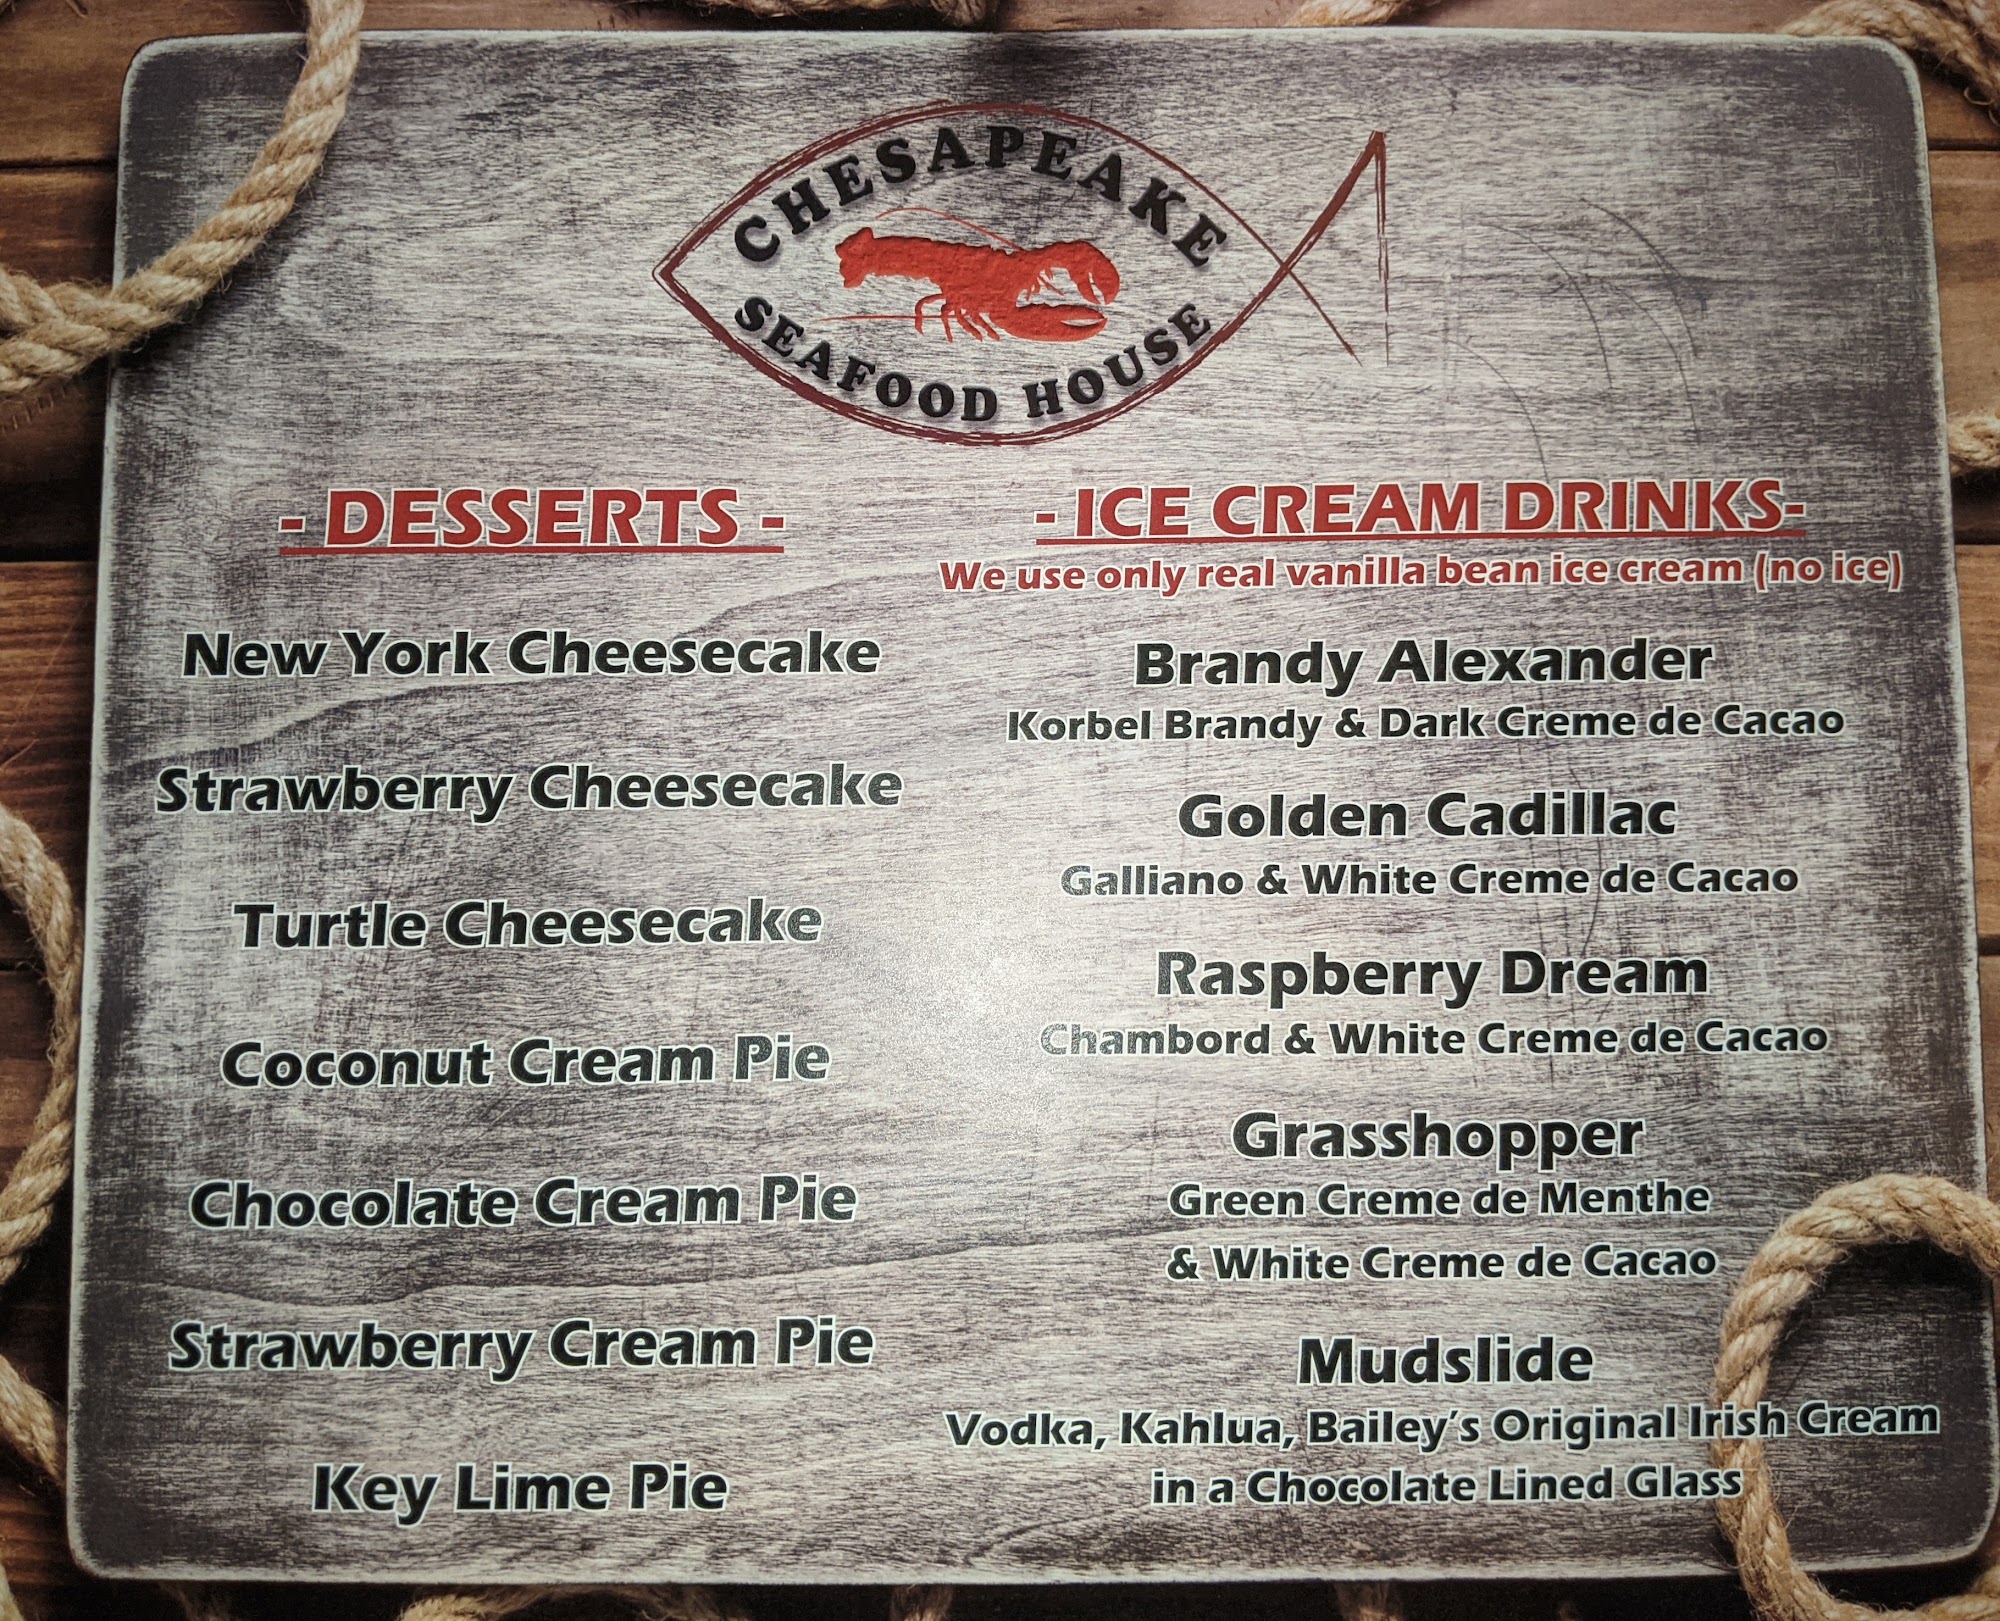 CHESAPEAKE
SEAFOOD HOUSE
- DESSERTS -
New York Cheesecake
Strawberry Cheesecake
Turtle Cheesecake
Coconut Cream Pie
Chocolate Cream Pie
Strawberry Cream Pie
Key Lime Pie
- ICE CREAM DRINKS-
We use only real vanilla bean ice cream (no ice)
Brandy Alexander
Korbel Brandy & Dark Creme de Cacao
Golden Cadillac
Galliano & White Creme de Cacao
Raspberry Dream
Chambord & White Creme de Cacao
Grasshopper
Green Creme de Menthe
& White Creme de Cacao
Mudslide
Vodka, Kahlua, Bailey's Original Irish Cream
in a Chocolate Lined Glass